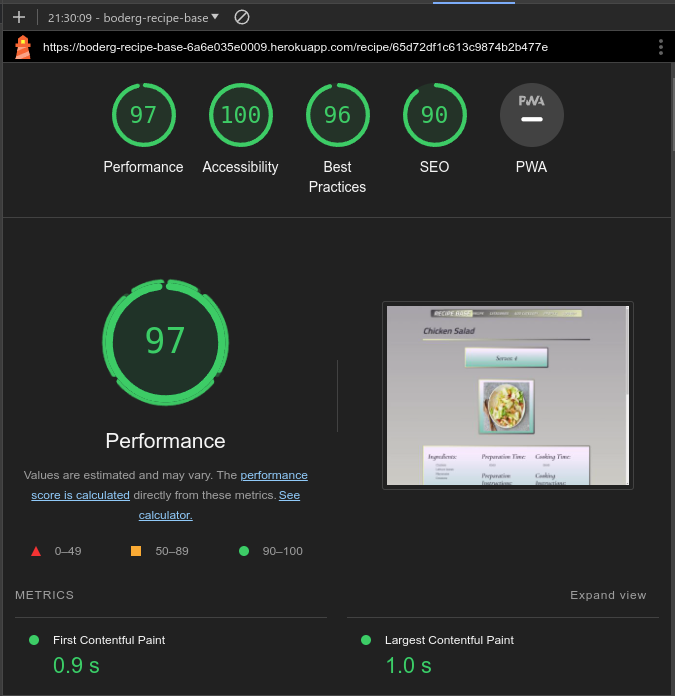 21:30:09 - boderg-recipe-base
https://boderg-recipe-base-6a6e035e0009.herokuapp.com/recipe/65d72df1c613c9874b2b477e
97 100 96 90 PWA
Performance Accessibility Best Practices SEO PWA
97
Performance
Values are estimated and may vary. The performance
score is calculated directly from these metrics. See
calculator.
0–49 50–89 90–100
RECIPE BASE
Chicken Salad
Serves: 4
Ingredients: Preparation Time: Cooking Time:
Preparation Cooking
Instructions: Instructions:
METRICS Expand view
First Contentful Paint Largest Contentful Paint
0.9 s 1.0 s